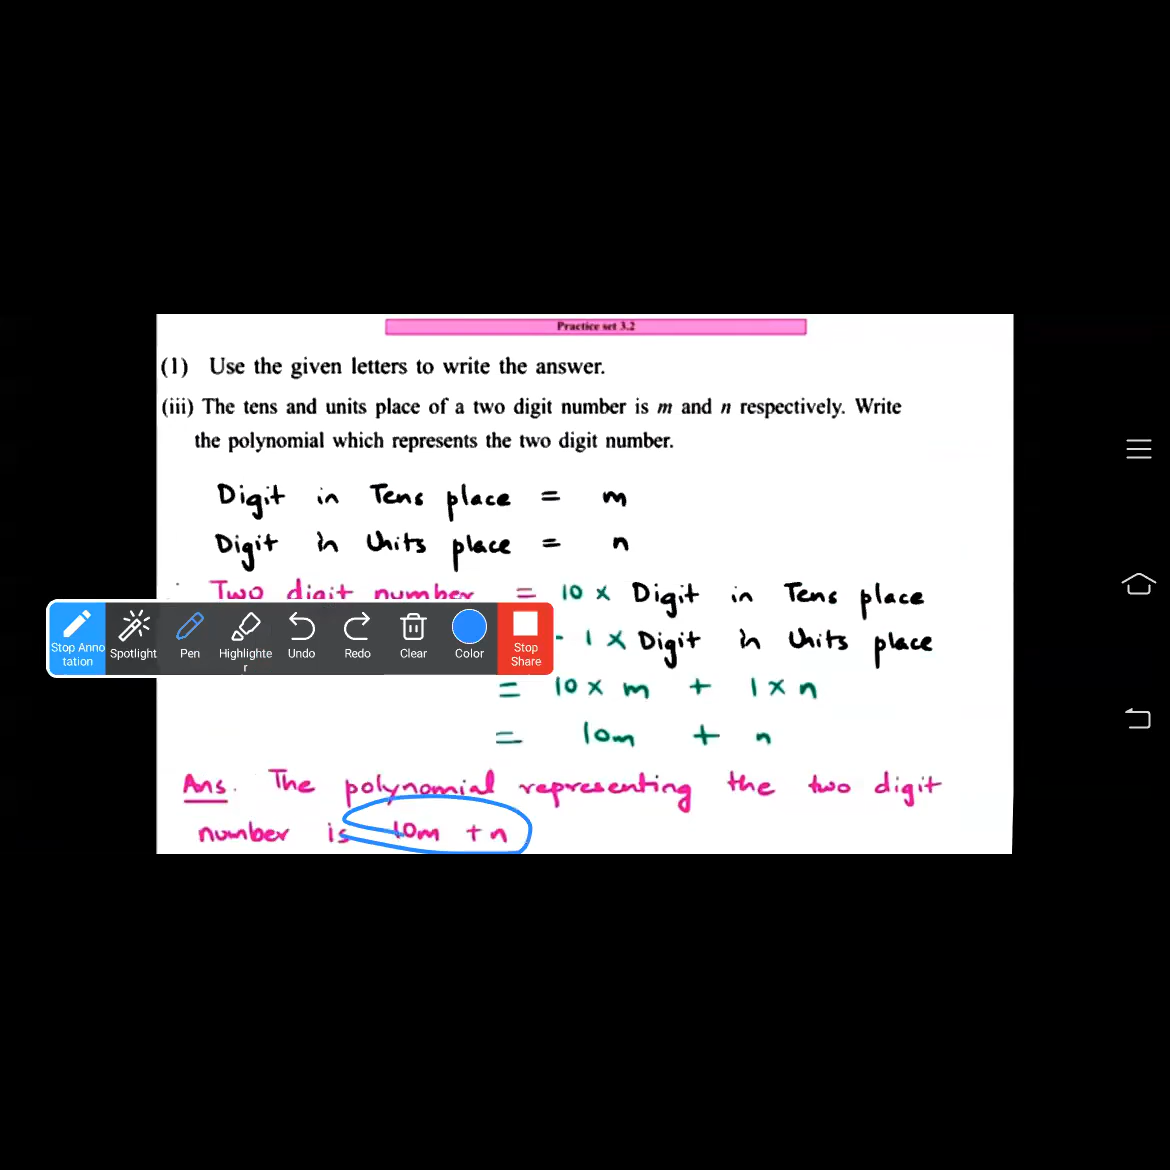 Practice set 3.2
(1) Use the given letters to write the answer.
(iii) The tens and units place of a two digit number is m and n respectively. Write
the polynomial which represents the two digit number.
Digit in Tens place = m
Digit in Units place = n
Two digit number = 10 × Digit in Tens place
1 × Digit in Units place
Stop Anno
tation
Spotlight
Pen
Highlighte
r
Undo
Redo
Clear
Color
Stop
Share
= 10 × m + 1 × n
= 10m + n
Ans. The polynomial representing the two digit
number is 10m + n